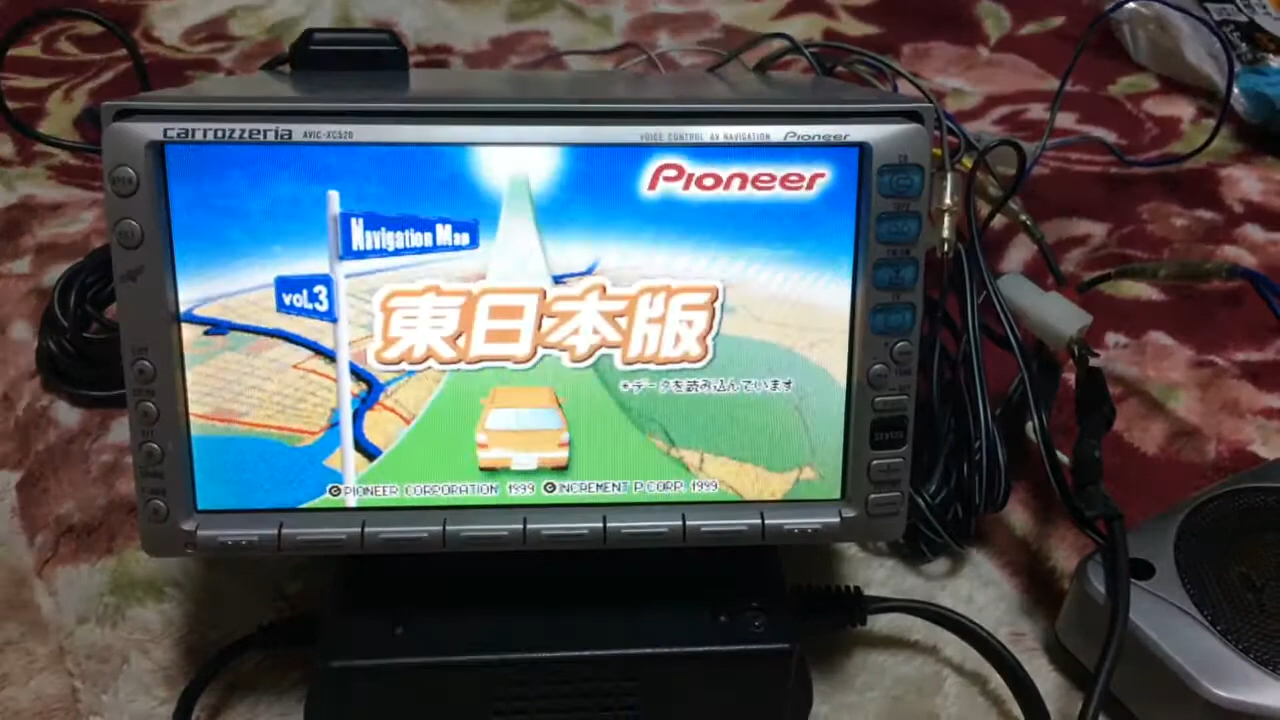 carrozzeria AVIC-XC520 VOICE CONTROL AV NAVIGATION Pioneer
Pioneer
Navigation Map
vol.3
東日本版
*データを読み込んでいます
©PIONEER CORPORATION 1999 ©INCREMENT P CORP. 1999
OPEN